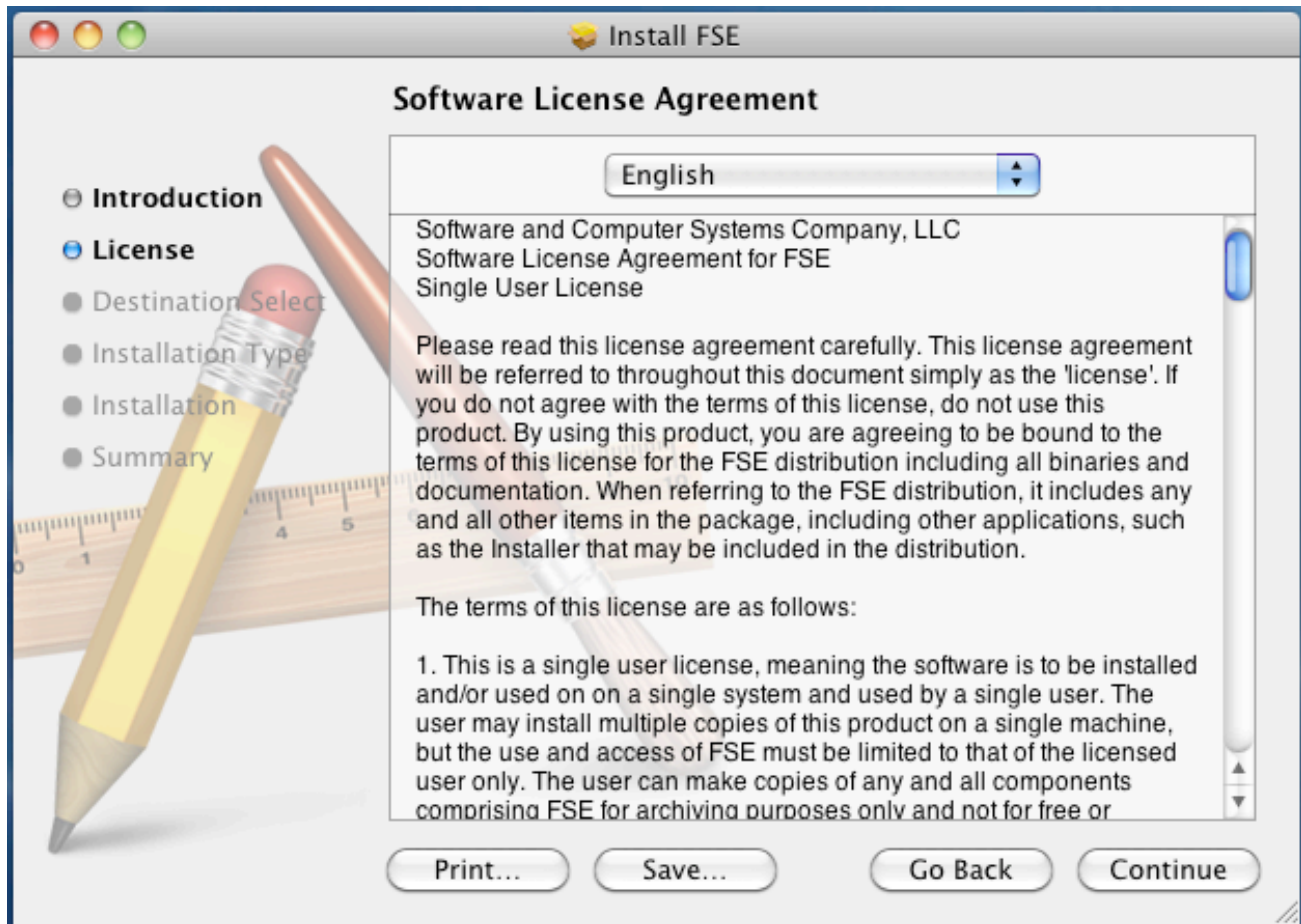 Install FSE
Software License Agreement
Introduction
License
Destination Select
Installation Type
Installation
Summary
English
Software and Computer Systems Company, LLC
Software License Agreement for FSE
Single User License
Please read this license agreement carefully. This license agreement
will be referred to throughout this document simply as the 'license'. If
you do not agree with the terms of this license, do not use this
product. By using this product, you are agreeing to be bound to the
terms of this license for the FSE distribution including all binaries and
documentation. When referring to the FSE distribution, it includes any
and all other items in the package, including other applications, such
as the Installer that may be included in the distribution.
The terms of this license are as follows:
1. This is a single user license, meaning the software is to be installed
and/or used on on a single system and used by a single user. The
user may install multiple copies of this product on a single machine,
but the use and access of FSE must be limited to that of the licensed
user only. The user can make copies of any and all components
comprising FSE for archiving purposes only and not for free or
0 1 4 5 6 10
Print...
Save...
Go Back
Continue